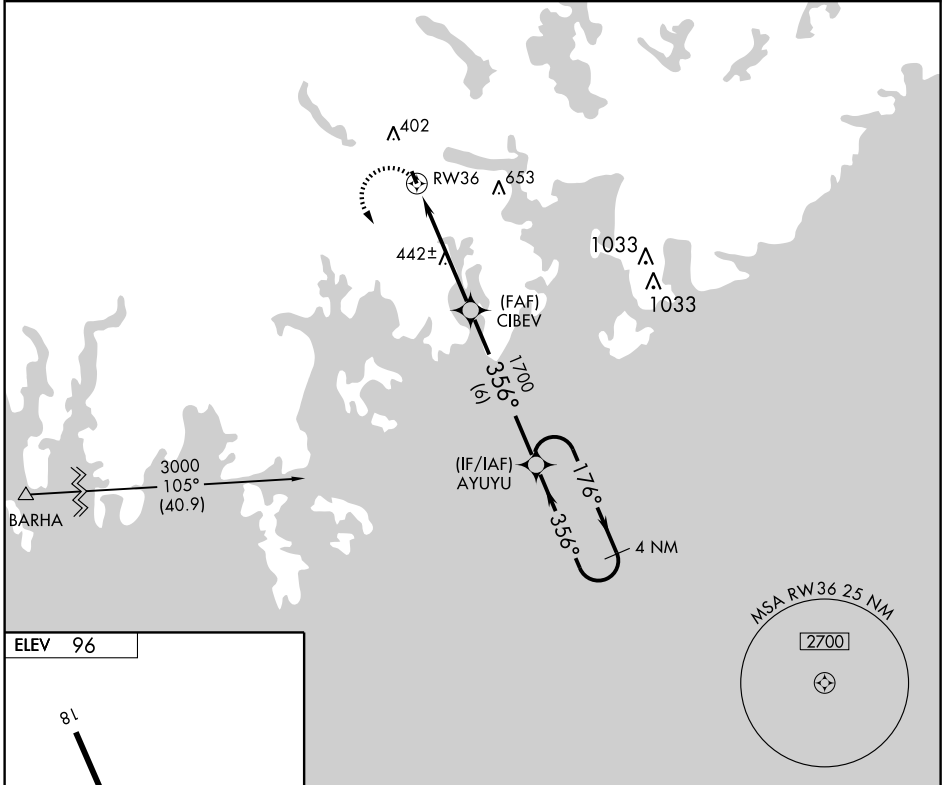 402
RW36
653
442±
1033
1033
(FAF)
CIBEV
1700
356°
(6)
(IF/IAF)
AYUYU
176°
356°
4 NM
3000
105°
(40.9)
BARHA
MSA RW36 25 NM
2700
ELEV 96
18